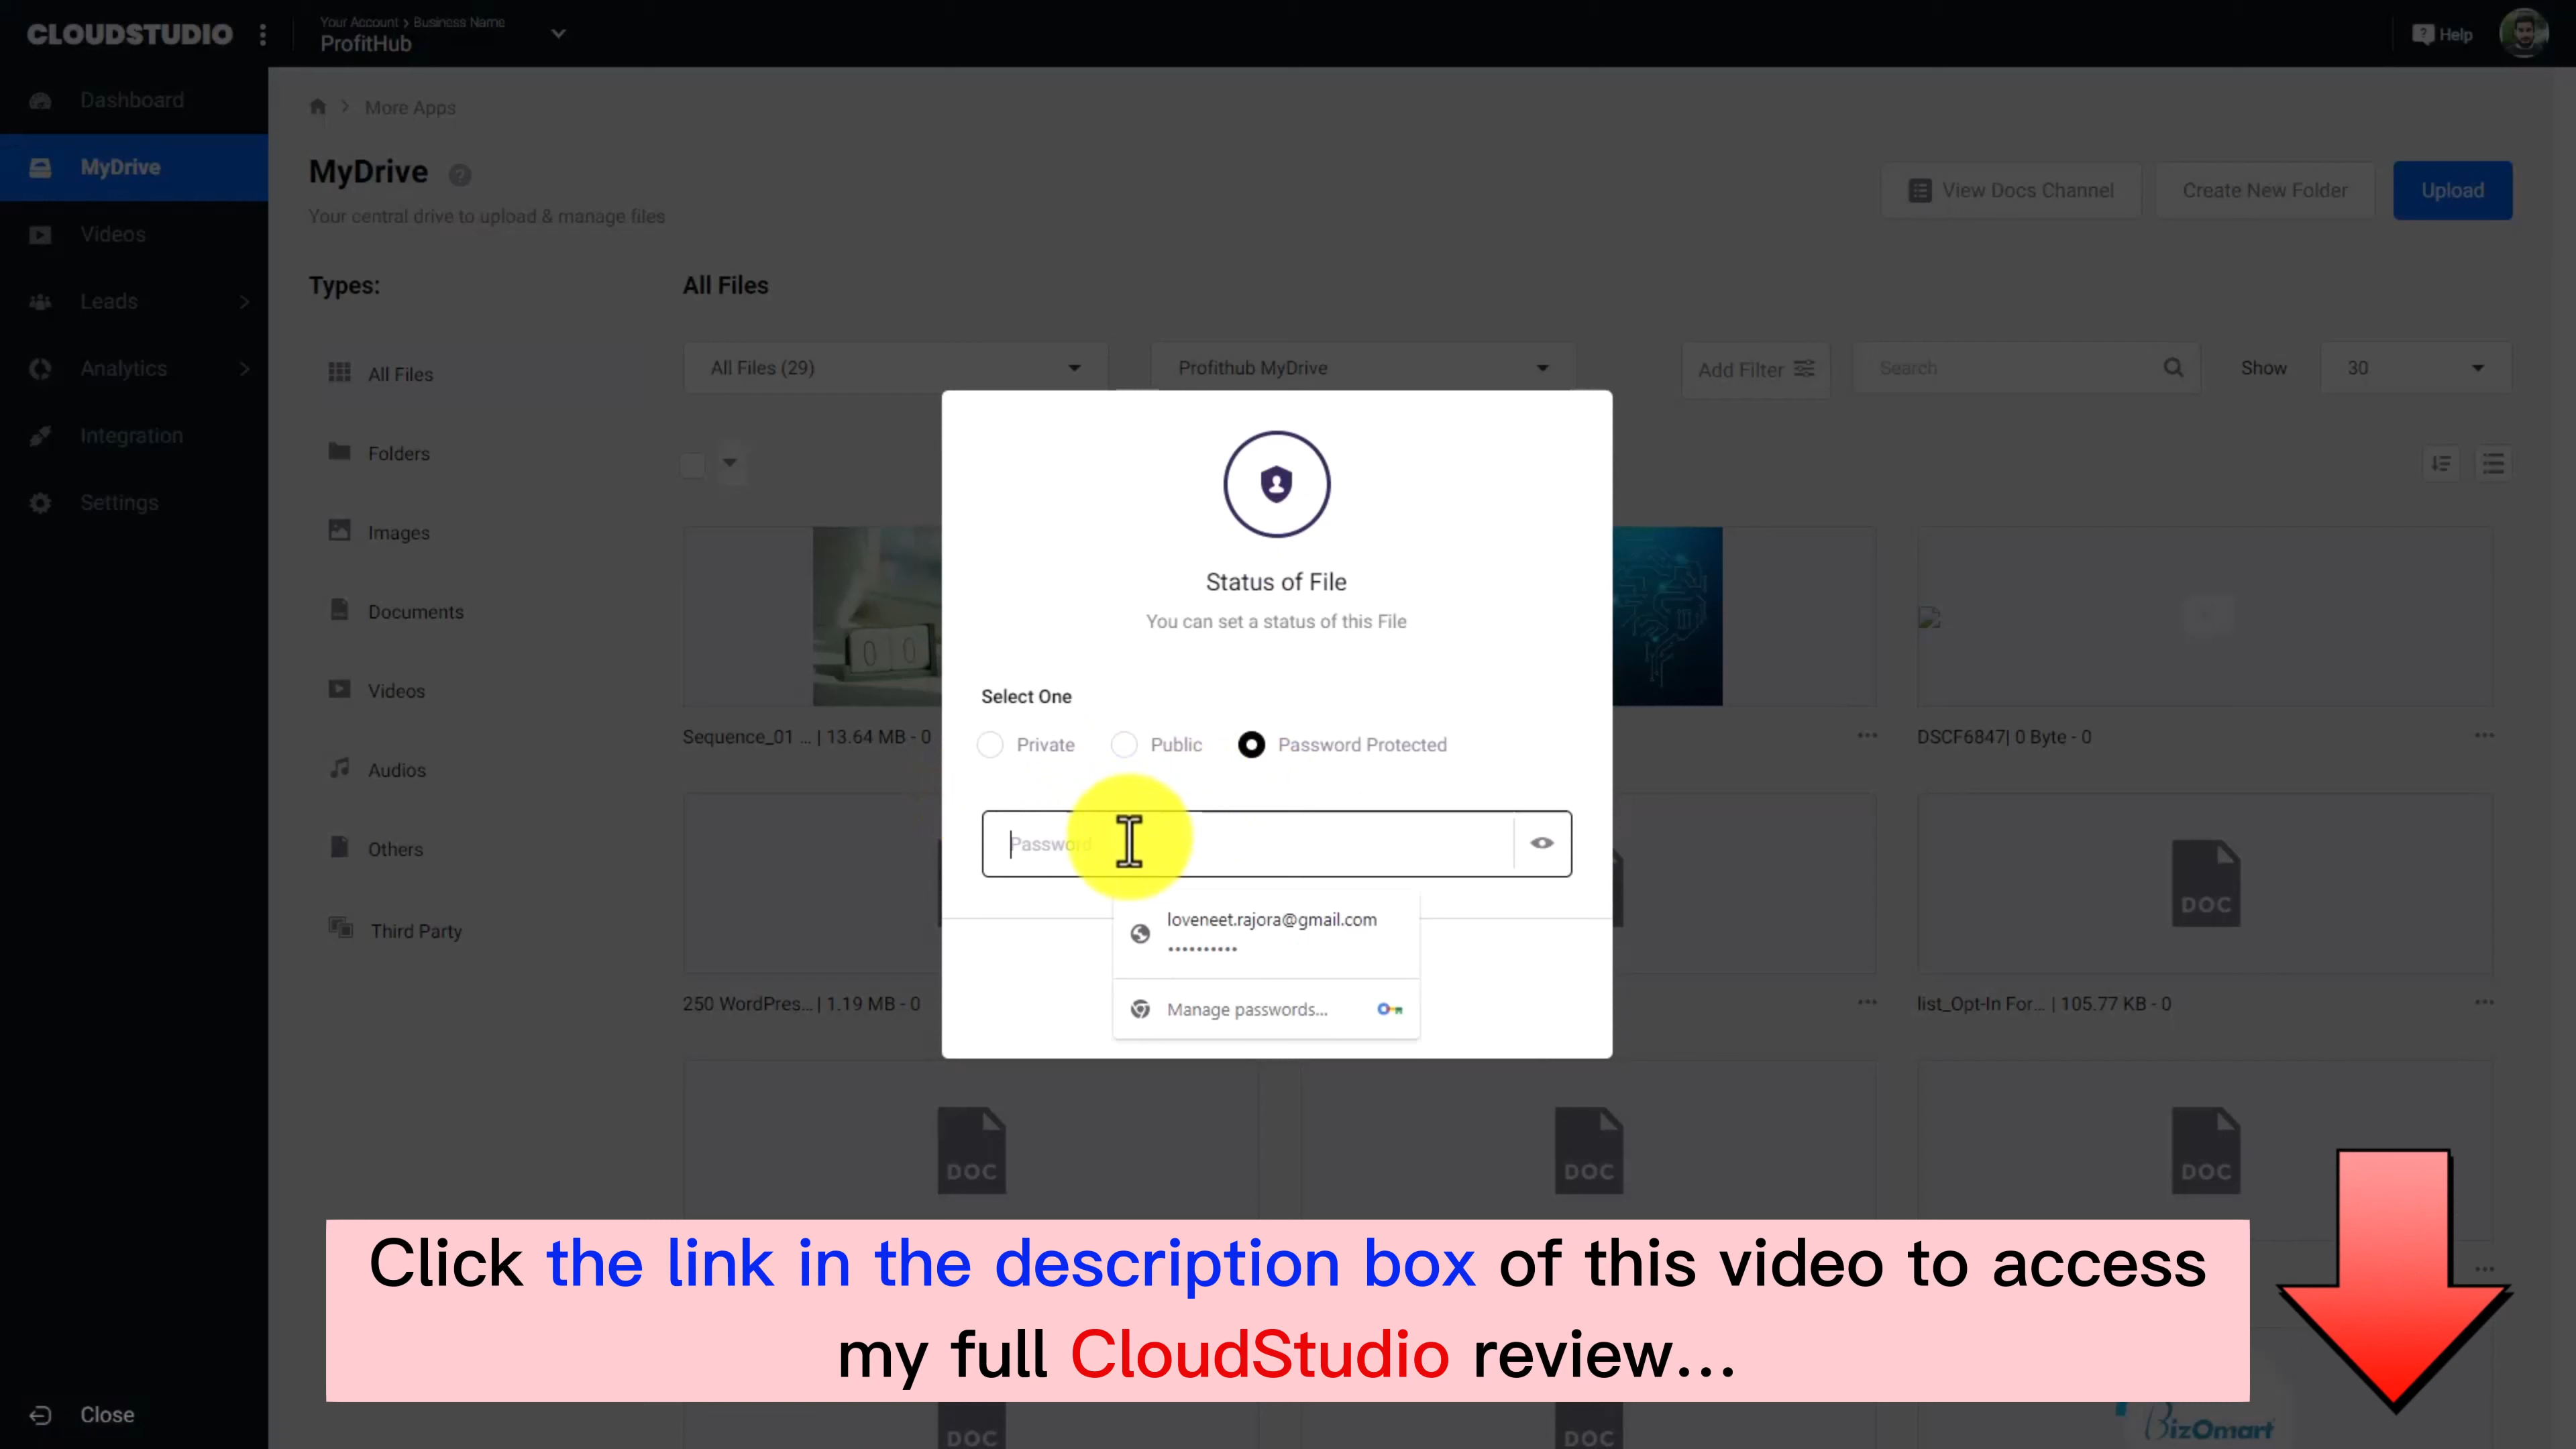 CLOUDSTUDIO
Your Account > Business Name
ProfitHub
Help
Dashboard
MyDrive
Videos
Leads
Analytics
Integration
Settings
Close
More Apps
MyDrive
Your central drive to upload & manage files
View Docs Channel
Create New Folder
Upload
Types:
All Files
Folders
Images
Documents
Videos
Audios
Others
Third Party
All Files
All Files (29)
Profithub MyDrive
Add Filter
Search
Show
30
Sequence_01 ... | 13.64 MB - 0
DSCF6847| 0 Byte - 0
250 WordPres... | 1.19 MB - 0
list_Opt-In For... | 105.77 KB - 0
DOC
DOC
DOC
DOC
DOC
DOC
Status of File
You can set a status of this File
Select One
Private
Public
Password Protected
Password
loveneet.rajora@gmail.com
Manage passwords...
Click the link in the description box of this video to access
my full CloudStudio review...
BizOmart